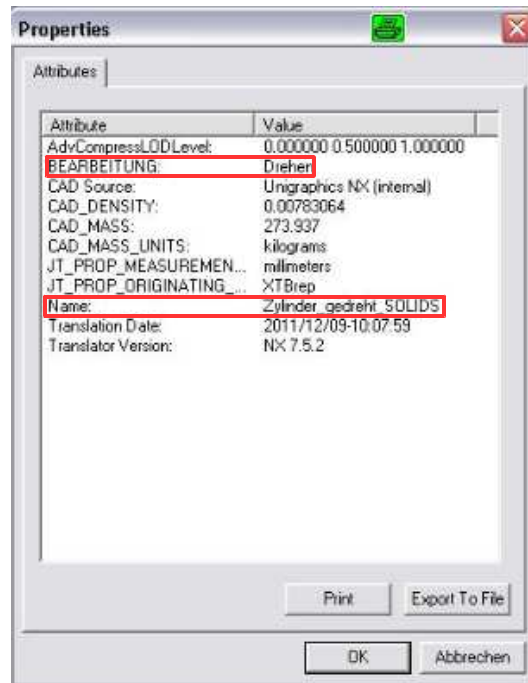 Properties
Attributes
Attribute Value
AdvCompressLODLevel: 0.000000 0.500000 1.000000
BEARBEITUNG: Drehen
CAD Source: Unigraphics NX (internal)
CAD_DENSITY: 0.00783064
CAD_MASS: 273.937
CAD_MASS_UNITS: kilograms
JT_PROP_MEASUREMEN... millimeters
JT_PROP_ORIGINATING_... XTBrep
Name: Zylinder_gedreht_SOLIDS
Translation Date: 2011/12/09-10:07:59
Translator Version: NX 7.5.2
Print Export To File
OK Abbrechen